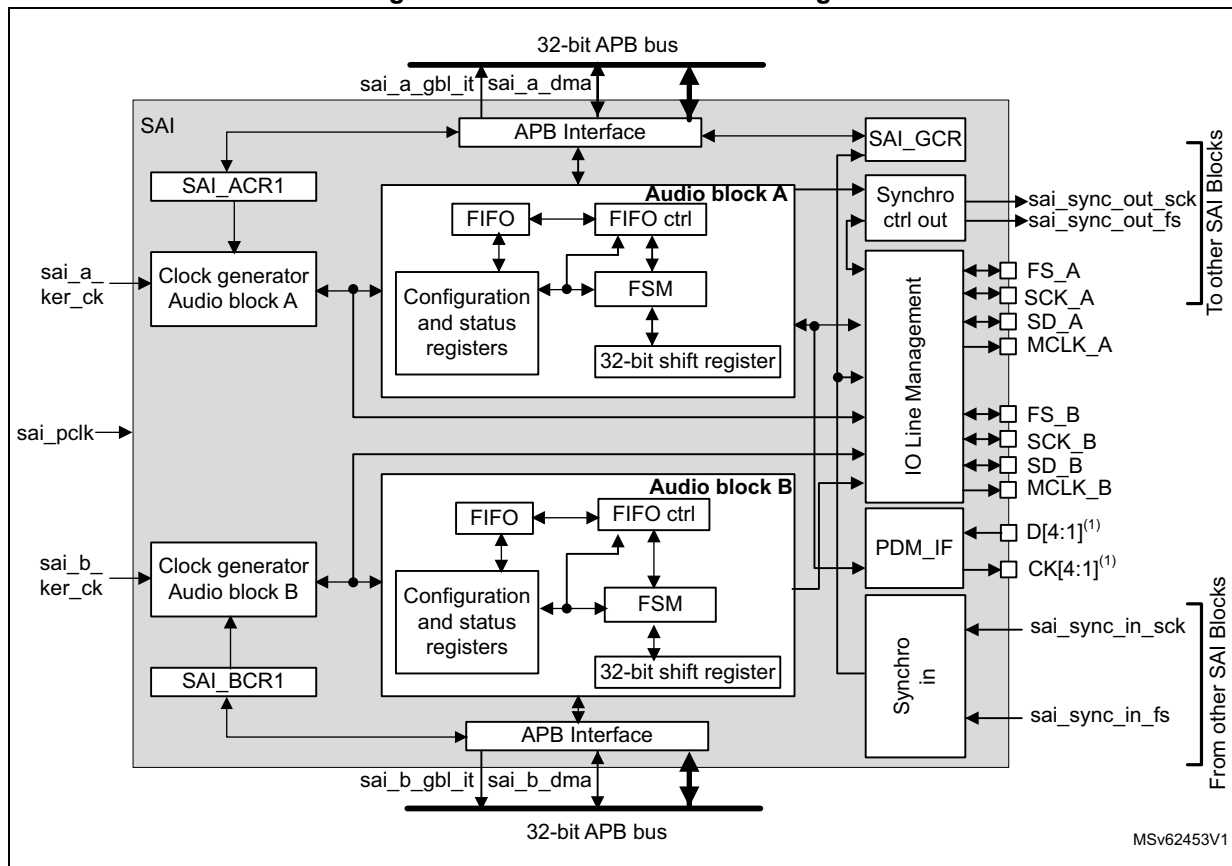 32-bit APB bus
sai_a_gbl_it sai_a_dma
SAI
APB Interface
SAI_GCR
SAI_ACR1
Audio block A
FIFO
FIFO ctrl
Synchro
ctrl out
sai_sync_out_sck
sai_sync_out_fs
To other SAI Blocks
sai_a_
ker_ck
Clock generator
Audio block A
Configuration
and status
registers
FSM
32-bit shift register
IO Line Management
FS_A
SCK_A
SD_A
MCLK_A
sai_pclk
FS_B
SCK_B
SD_B
MCLK_B
Audio block B
FIFO
FIFO ctrl
PDM_IF
D[4:1](1)
CK[4:1](1)
sai_b_
ker_ck
Clock generator
Audio block B
Configuration
and status
registers
FSM
32-bit shift register
SAI_BCR1
Synchro
in
sai_sync_in_sck
sai_sync_in_fs
From other SAI Blocks
APB Interface
sai_b_gbl_it sai_b_dma
32-bit APB bus
MSv62453V1